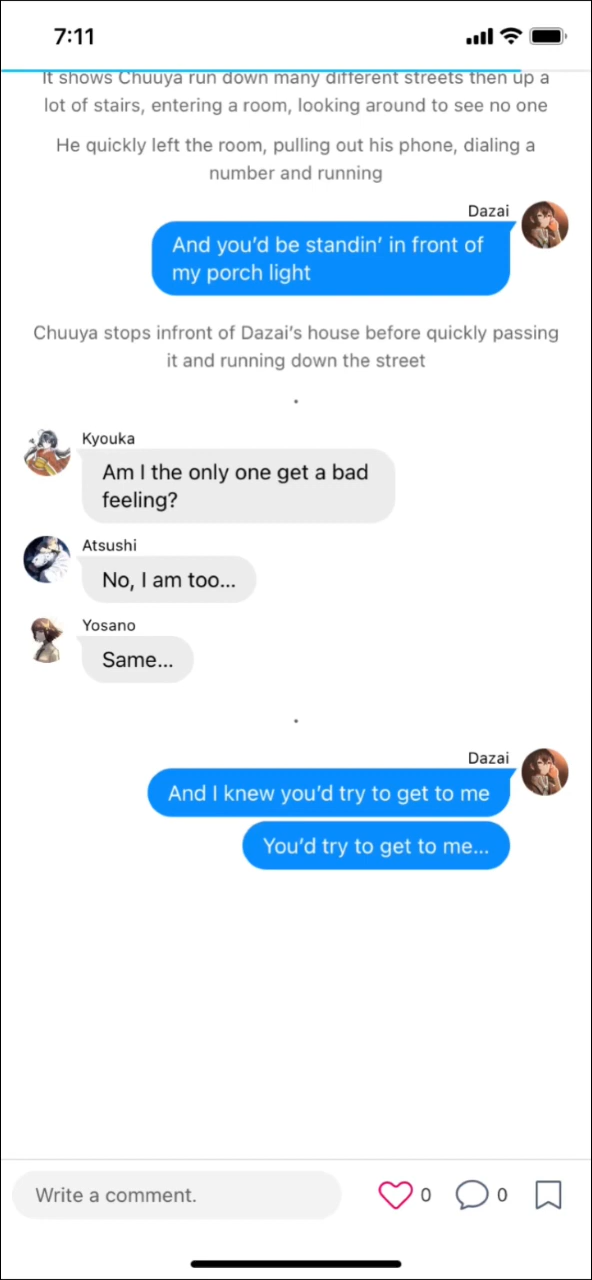 7:11
It shows Chuuya run down many different streets then up a
lot of stairs, entering a room, looking around to see no one
He quickly left the room, pulling out his phone, dialing a
number and running
Dazai
And you'd be standin' in front of
my porch light
Chuuya stops infront of Dazai's house before quickly passing
it and running down the street
.
Kyouka
Am I the only one get a bad
feeling?
Atsushi
No, I am too...
Yosano
Same...
.
Dazai
And I knew you'd try to get to me
You'd try to get to me...
Write a comment.
0
0